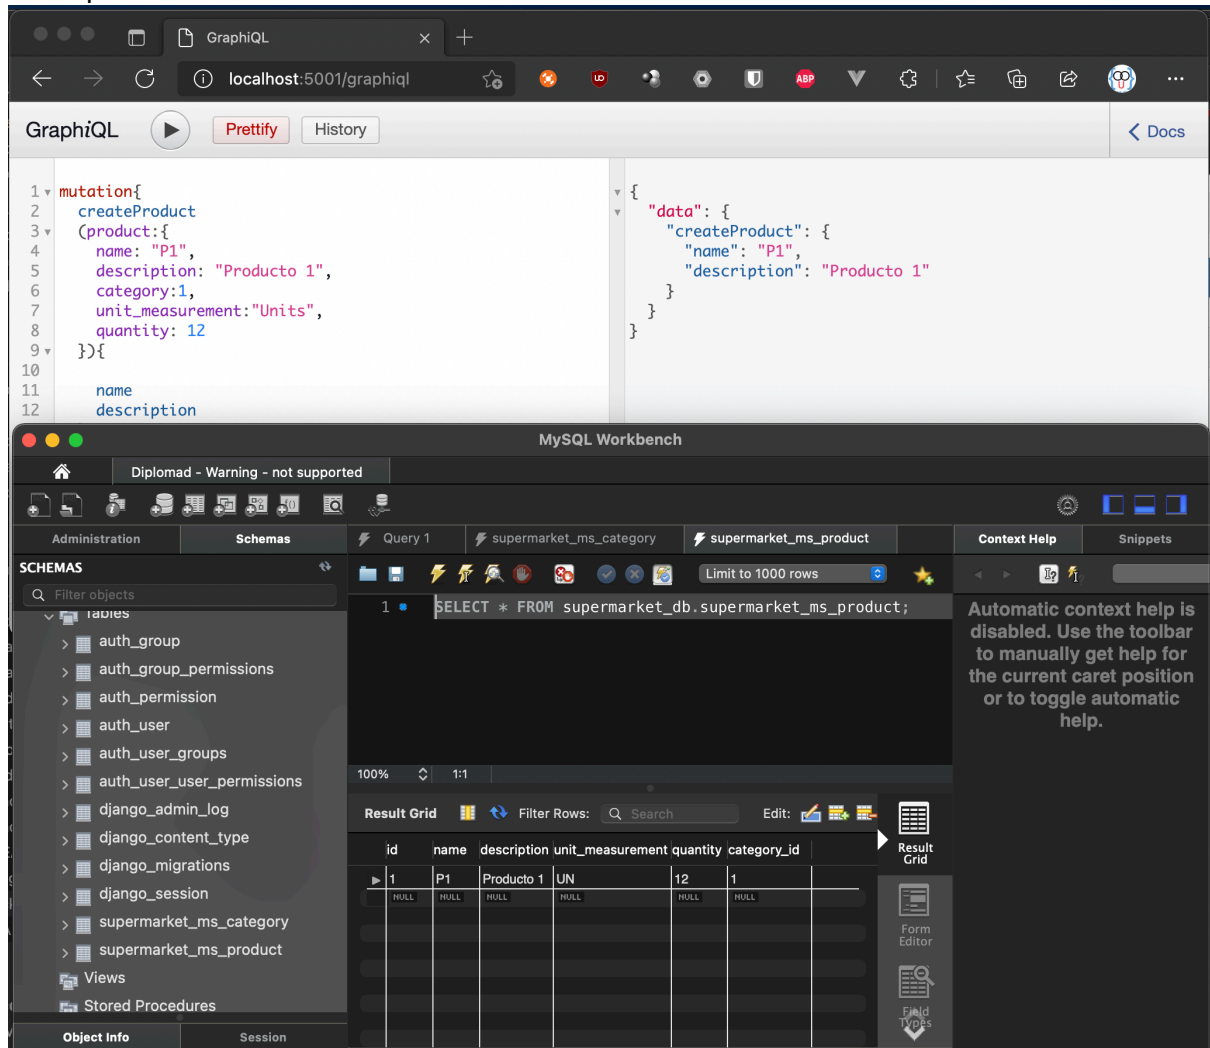 GraphiQL
localhost:5001/graphiql
GraphiQL
Prettify
History
Docs
1 mutation{
2 createProduct
3 (product:{
4 name: "P1",
5 description: "Producto 1",
6 category:1,
7 unit_measurement:"Units",
8 quantity: 12
9 }){
10
11 name
12 description
{
"data": {
"createProduct": {
"name": "P1",
"description": "Producto 1"
}
}
}
MySQL Workbench
Diplomad - Warning - not supported
Administration
Schemas
Query 1
supermarket_ms_category
supermarket_ms_product
Context Help
Snippets
SCHEMAS
Filter objects
Tables
auth_group
auth_group_permissions
auth_permission
auth_user
auth_user_groups
auth_user_user_permissions
django_admin_log
django_content_type
django_migrations
django_session
supermarket_ms_category
supermarket_ms_product
Views
Stored Procedures
Object Info
Session
Limit to 1000 rows
1 SELECT * FROM supermarket_db.supermarket_ms_product;
100% 1:1
Result Grid Filter Rows: Search Edit:
id name description unit_measurement quantity category_id
1 P1 Producto 1 UN 12 1
NULL NULL NULL NULL NULL NULL
Result
Grid
Form
Editor
Field
Types
Automatic context help is
disabled. Use the toolbar
to manually get help for
the current caret position
or to toggle automatic
help.